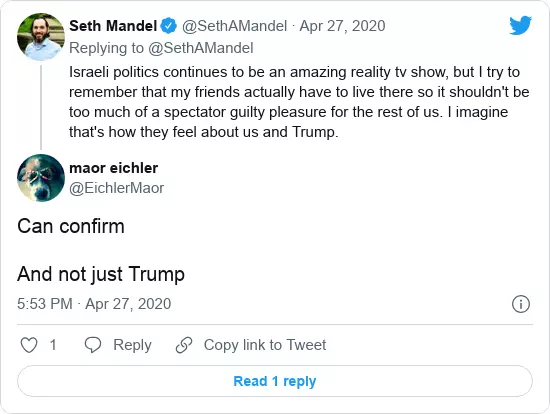 Seth Mandel @SethAMandel · Apr 27, 2020
Replying to @SethAMandel
Israeli politics continues to be an amazing reality tv show, but I try to
remember that my friends actually have to live there so it shouldn't be
too much of a spectator guilty pleasure for the rest of us. I imagine
that's how they feel about us and Trump.
maor eichler
@EichlerMaor
Can confirm
And not just Trump
5:53 PM · Apr 27, 2020
1 Reply Copy link to Tweet
Read 1 reply